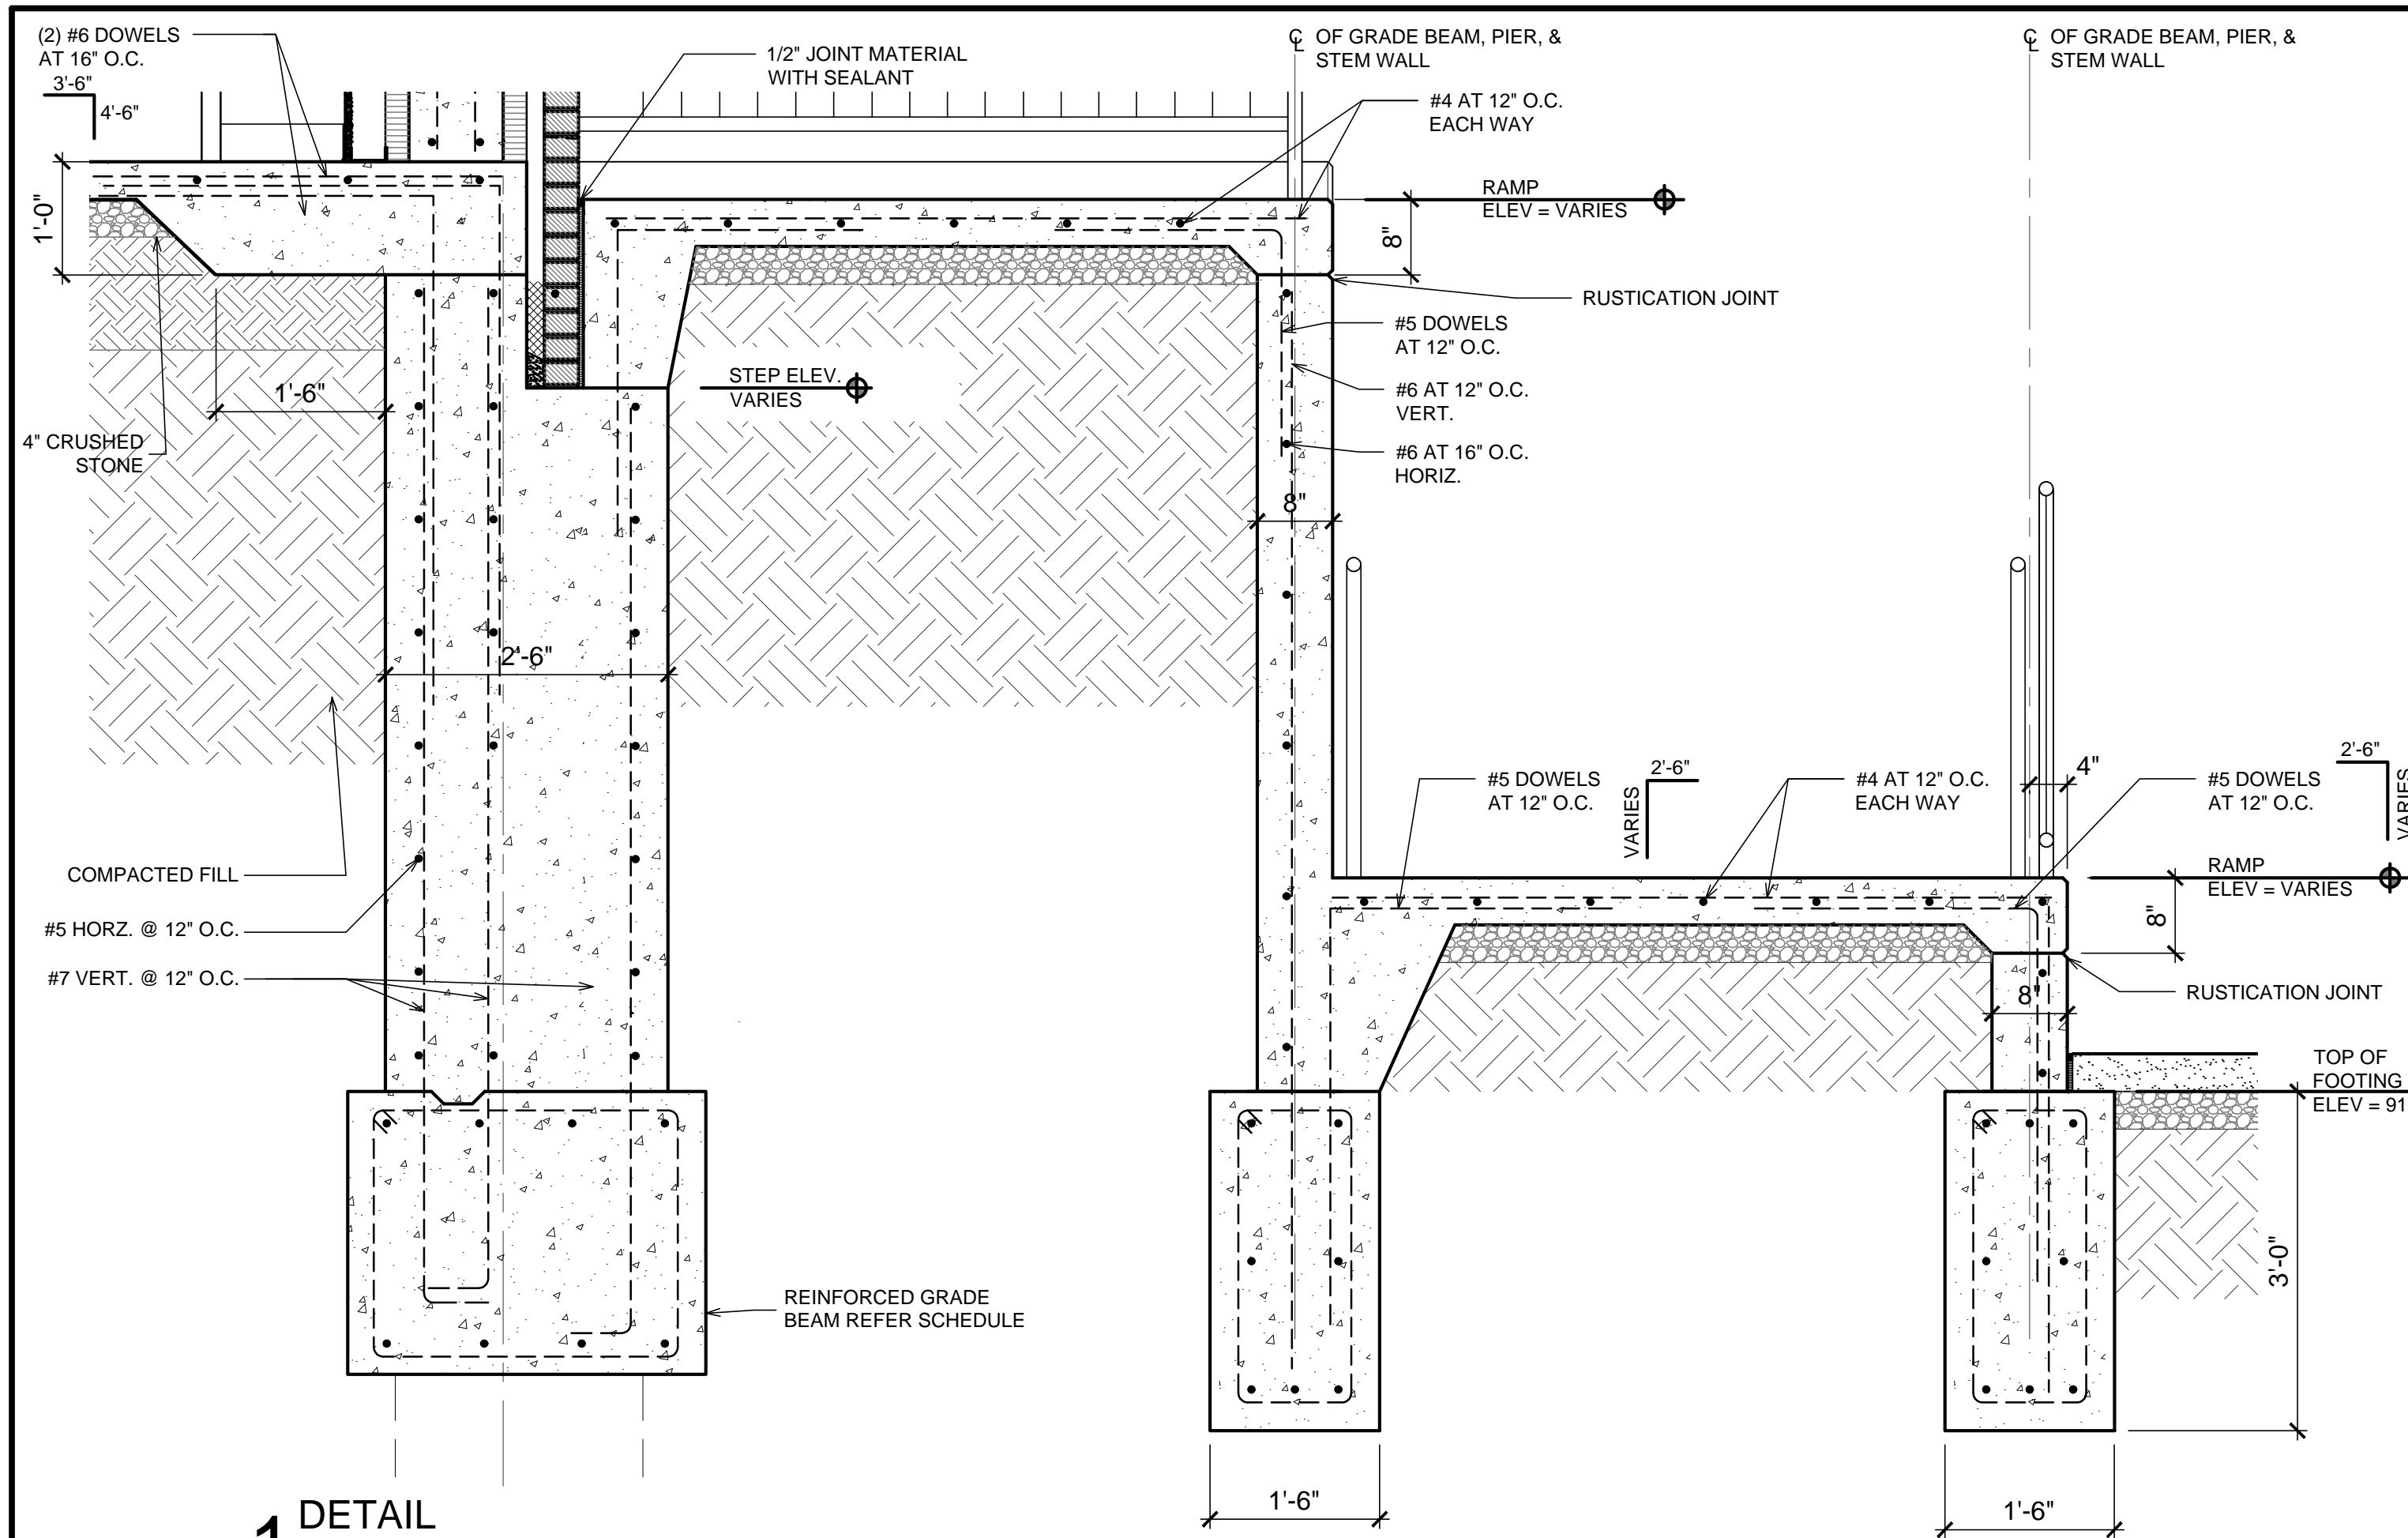 (2) #6 DOWELS
AT 16" O.C.
3'-6"
4'-6"
1/2" JOINT MATERIAL
WITH SEALANT
℄ OF GRADE BEAM, PIER, &
STEM WALL
℄ OF GRADE BEAM, PIER, &
STEM WALL
#4 AT 12" O.C.
EACH WAY
1'-0"
RAMP
ELEV = VARIES
8"
RUSTICATION JOINT
#5 DOWELS
AT 12" O.C.
STEP ELEV.
VARIES
1'-6"
#6 AT 12" O.C.
VERT.
4" CRUSHED
STONE
#6 AT 16" O.C.
HORIZ.
8"
2'-6"
#5 DOWELS
AT 12" O.C.
VARIES
2'-6"
#4 AT 12" O.C.
EACH WAY
4"
#5 DOWELS
AT 12" O.C.
2'-6"
VARIES
COMPACTED FILL
RAMP
ELEV = VARIES
8"
#5 HORZ. @ 12" O.C.
#7 VERT. @ 12" O.C.
8"
RUSTICATION JOINT
TOP OF
FOOTING
ELEV = 91
3'-0"
REINFORCED GRADE
BEAM REFER SCHEDULE
1'-6"
1'-6"
1 DETAIL